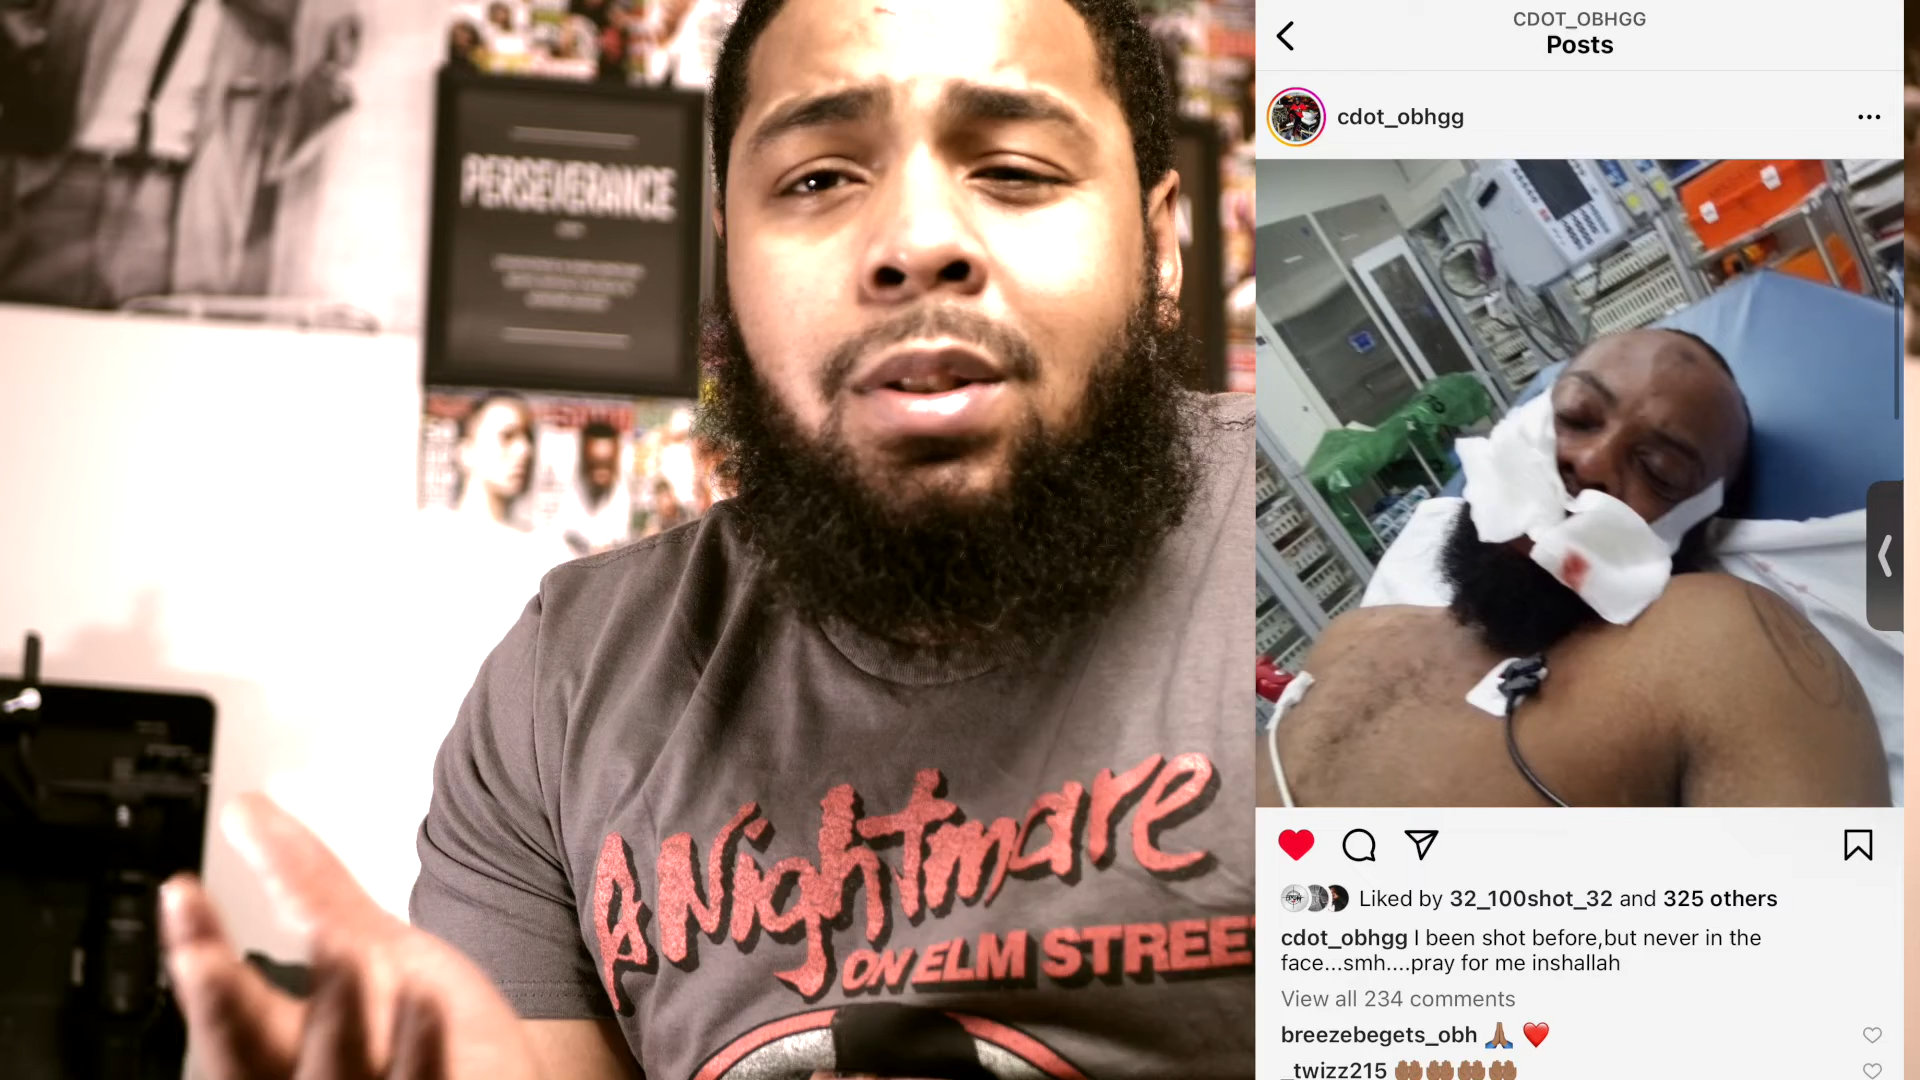 PERSEVERANCE
A Nightmare
ON ELM STREE
CDOT_OBHGG
Posts
cdot_obhgg
Liked by 32_100shot_32 and 325 others
cdot_obhgg I been shot before,but never in the
face...smh....pray for me inshallah
View all 234 comments
breezebegets_obh 🙏🏾 ❤️
_twizz215 🤲🏾🤲🏾🤲🏾🤲🏾